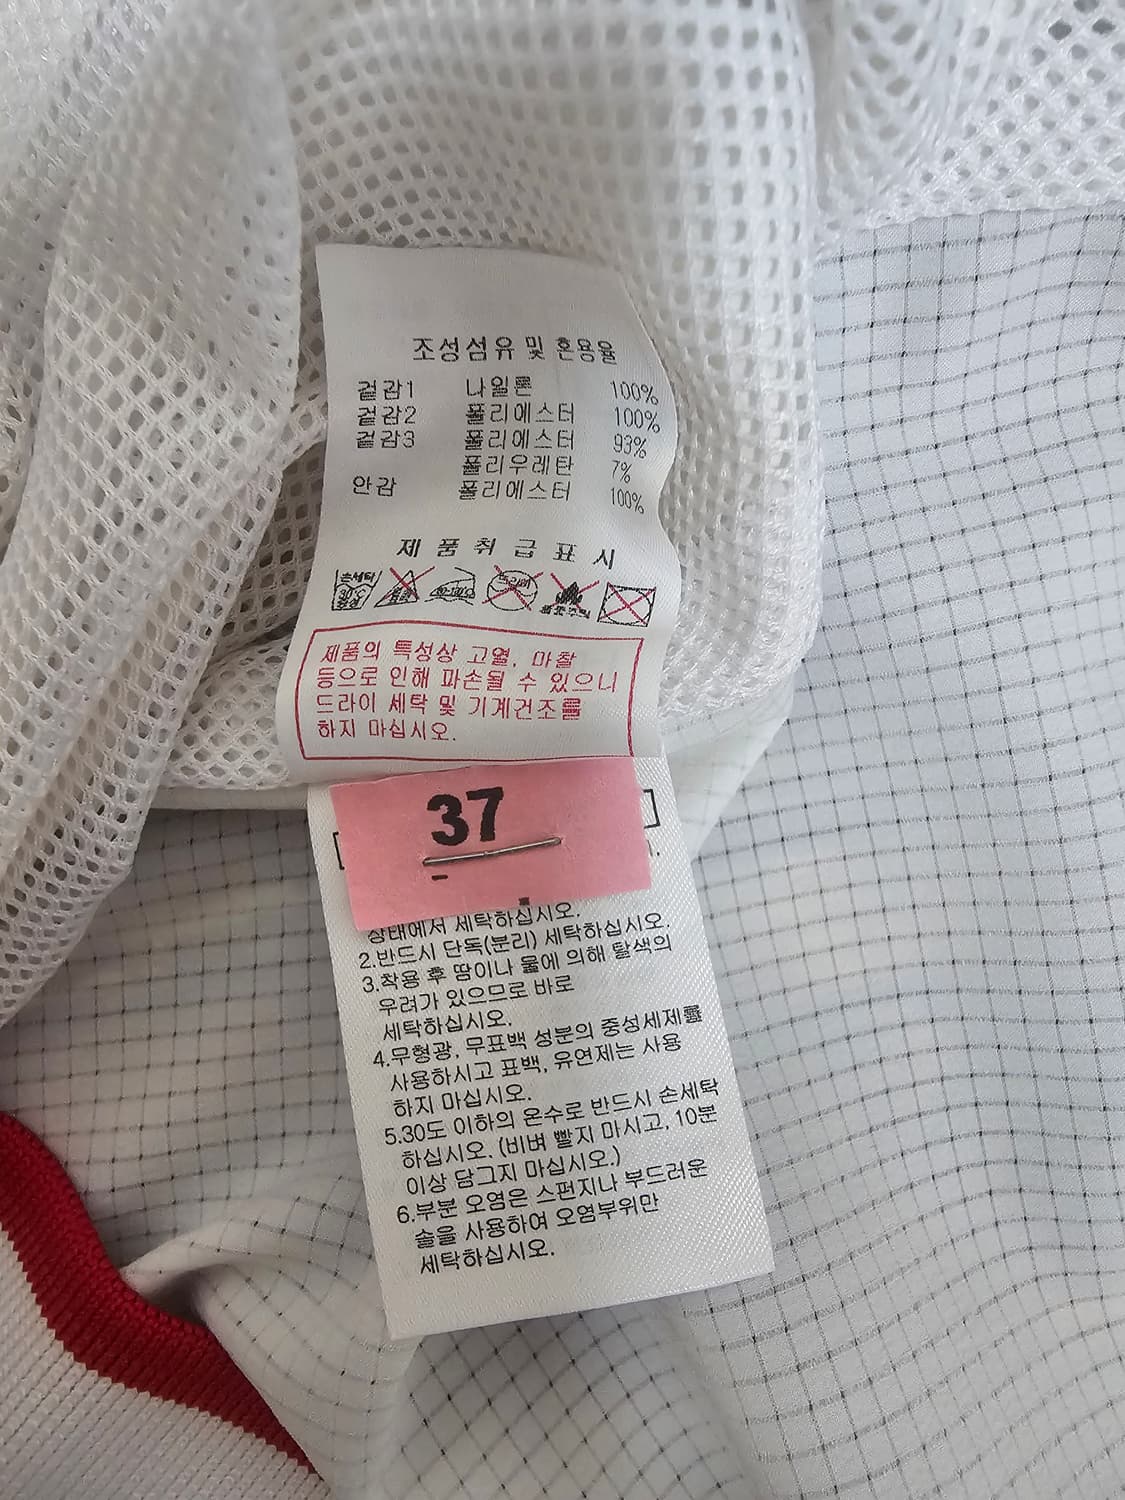 조성섬유 및 혼용율
겉감1 나일론 100%
겉감2 폴리에스터 100%
겉감3 폴리에스터 93%
폴리우레탄 7%
안감 폴리에스터 100%
제 품 취 급 표 시
손세탁
제품의 특성상 고열, 마찰
등으로 인해 파손될 수 있으니
드라이 세탁 및 기계건조를
하지 마십시오.
37
상태에서 세탁하십시오.
2.반드시 단독(분리) 세탁하십시오.
3.착용 후 땀이나 물에 의해 탈색의
우려가 있으므로 바로
세탁하십시오.
4.무형광, 무표백 성분의 중성세제를
사용하시고 표백, 유연제는 사용
하지 마십시오.
5.30도 이하의 온수로 반드시 손세탁
하십시오. (비벼 빨지 마시고, 10분
이상 담그지 마십시오.)
6.부분 오염은 스펀지나 부드러운
솔을 사용하여 오염부위만
세탁하십시오.